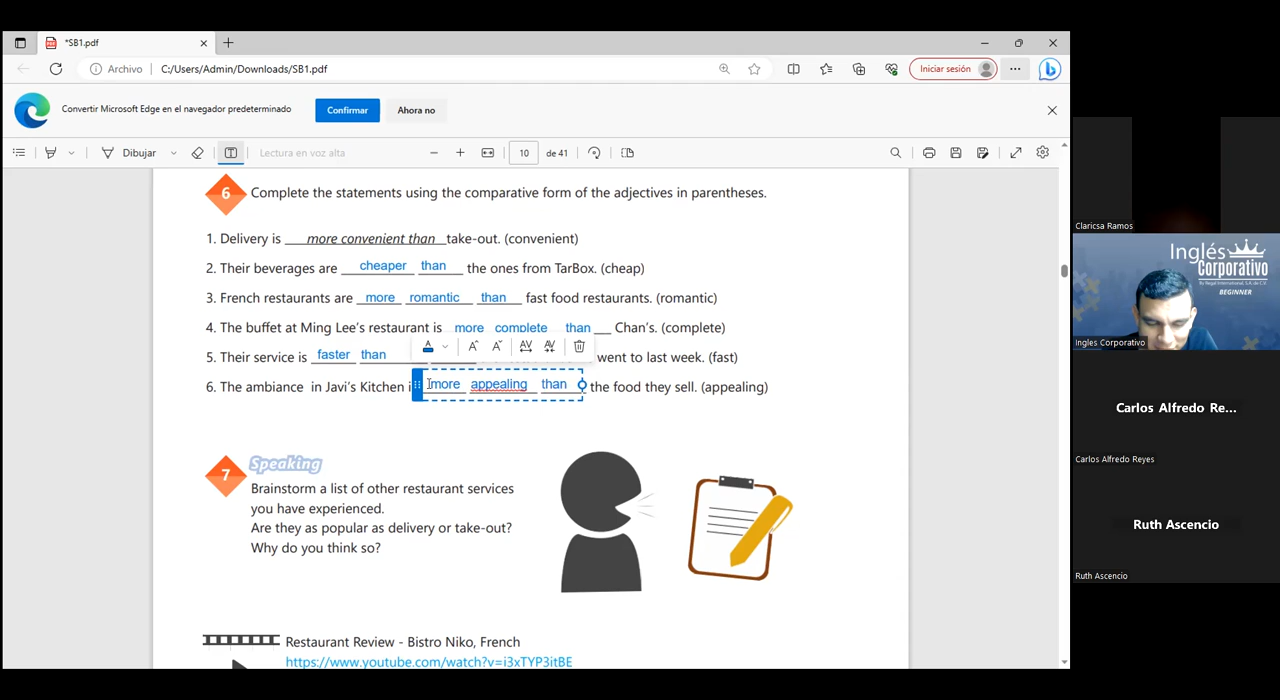 *SB1.pdf
Archivo C:/Users/Admin/Downloads/SB1.pdf
Iniciar sesión
Convertir Microsoft Edge en el navegador predeterminado
Confirmar
Ahora no
Dibujar
Lectura en voz alta
10 de 41
6 Complete the statements using the comparative form of the adjectives in parentheses.
1. Delivery is ___more convenient than__take-out. (convenient)
2. Their beverages are cheaper than the ones from TarBox. (cheap)
3. French restaurants are more romantic than fast food restaurants. (romantic)
4. The buffet at Ming Lee's restaurant is more complete than __ Chan's. (complete)
5. Their service is faster than went to last week. (fast)
6. The ambiance in Javi's Kitchen i more appealing than the food they sell. (appealing)
7 Speaking
Brainstorm a list of other restaurant services
you have experienced.
Are they as popular as delivery or take-out?
Why do you think so?
Restaurant Review - Bistro Niko, French
https://www.youtube.com/watch?v=i3xTYP3itBE
Claricsa Ramos
Inglés
Corporativo
By Regal International, S.A. de C.V.
BEGINNER
Ingles Corporativo
Carlos Alfredo Re...
Carlos Alfredo Reyes
Ruth Ascencio
Ruth Ascencio